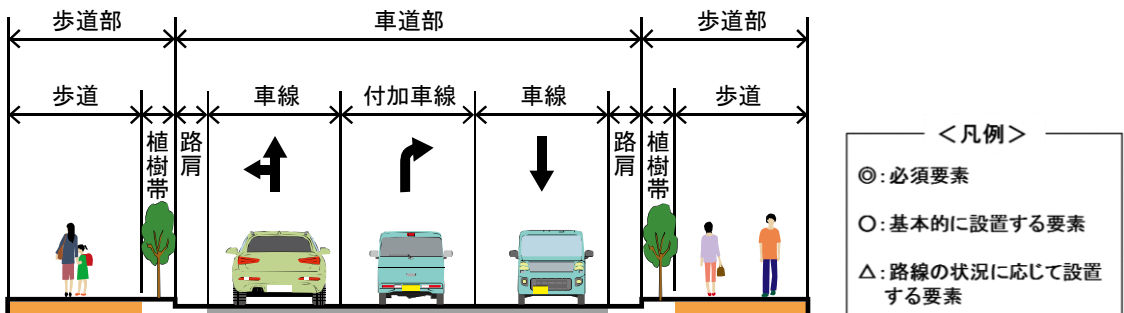 歩道部
車道部
歩道部
歩道
車線
付加車線
車線
歩道
植樹帯
路肩
路肩
植樹帯
＜凡例＞
◎：必須要素
○：基本的に設置する要素
△：路線の状況に応じて設置
する要素